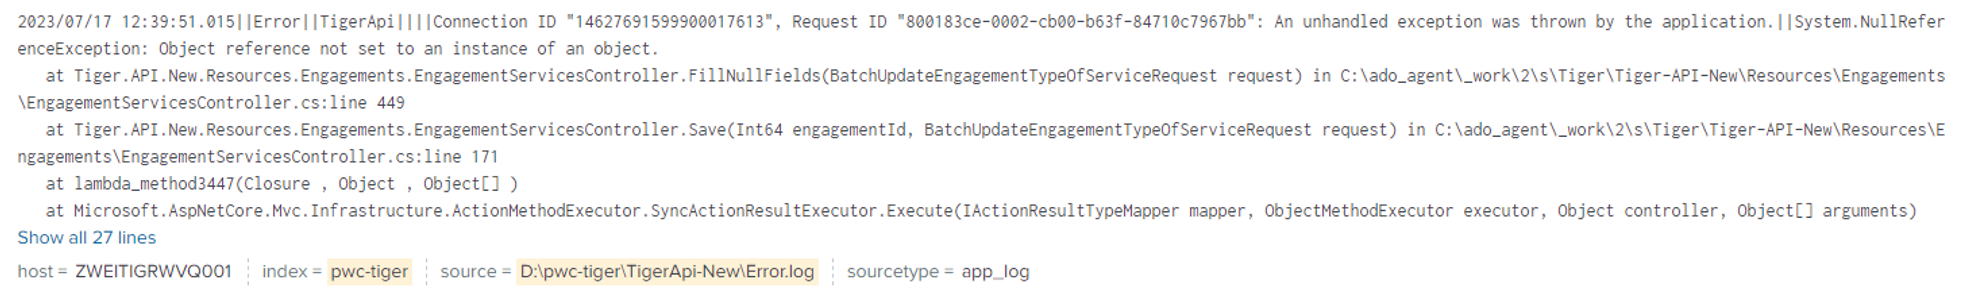 2023/07/17 12:39:51.015||Error||TigerApi||||Connection ID "14627691599900017613", Request ID "800183ce-0002-cb00-b63f-84710c7967bb": An unhandled exception was thrown by the application.||System.NullRefer
enceException: Object reference not set to an instance of an object.
at Tiger.API.New.Resources.Engagements.EngagementServicesController.FillNullFields(BatchUpdateEngagementTypeOfServiceRequest request) in C:\ado_agent\_work\2\s\Tiger\Tiger-API-New\Resources\Engagements
\EngagementServicesController.cs:line 449
at Tiger.API.New.Resources.Engagements.EngagementServicesController.Save(Int64 engagementId, BatchUpdateEngagementTypeOfServiceRequest request) in C:\ado_agent\_work\2\s\Tiger\Tiger-API-New\Resources\E
ngagements\EngagementServicesController.cs:line 171
at lambda_method3447(Closure , Object , Object[] )
at Microsoft.AspNetCore.Mvc.Infrastructure.ActionMethodExecutor.SyncActionResultExecutor.Execute(IActionResultTypeMapper mapper, ObjectMethodExecutor executor, Object controller, Object[] arguments)
Show all 27 lines
host = ZWEITIGRWVQ001 index = pwc-tiger source = D:\pwc-tiger\TigerApi-New\Error.log sourcetype = app_log